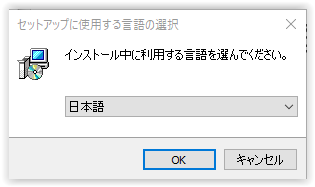 セットアップに使用する言語の選択
インストール中に利用する言語を選んでください。
日本語
OK
キャンセル